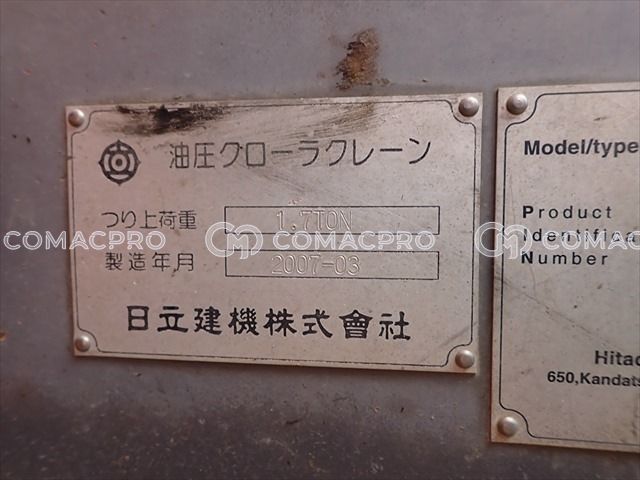 油圧クローラクレーン
つり上荷重 1.7TON
製造年月 2007-03
日立建機株式會社
Model/type
Product
Identifica
Number
Hitac
650,Kandats
COMACPRO COMACPRO COMACPRO